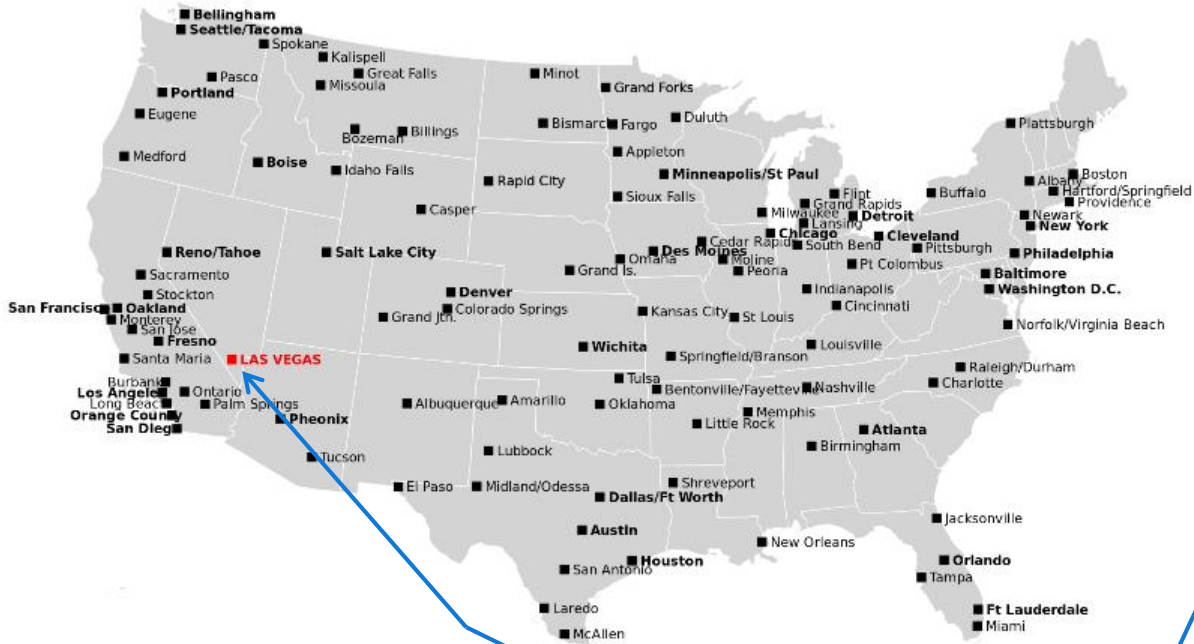 Bellingham
Seattle/Tacoma
Spokane
Kalispell
Great Falls
Minot
Pasco
Missoula
Grand Forks
Portland
Eugene
Bozeman
Billings
Bismarch
Fargo
Duluth
Plattsburgh
Medford
Boise
Idaho Falls
Appleton
Rapid City
Minneapolis/St Paul
Boston
Albany
Hartford/Springfield
Casper
Sioux Falls
Flint
Grand Rapids
Buffalo
Providence
Milwaukee
Lansing
Detroit
Newark
New York
Reno/Tahoe
Salt Lake City
Chicago
Cedar Rapids
Des Moines
South Bend
Cleveland
Pittsburgh
Philadelphia
Omaha
Moline
Peoria
Pt Colombus
Sacramento
Grand Is.
Baltimore
Stockton
Denver
Indianapolis
Washington D.C.
San Francisco
Oakland
Colorado Springs
Kansas City
St Louis
Cincinnati
Monterey
San Jose
Grand Jtn.
Norfolk/Virginia Beach
Fresno
Wichita
Louisville
Santa Maria
LAS VEGAS
Springfield/Branson
Raleigh/Durham
Burbank
Tulsa
Charlotte
Los Angeles
Ontario
Bentonville/Fayetteville
Nashville
Long Beach
Palm Springs
Albuquerque
Amarillo
Oklahoma
Memphis
Orange County
Pheonix
Little Rock
Atlanta
San Diego
Birmingham
Tucson
Lubbock
El Paso
Midland/Odessa
Shreveport
Dallas/Ft Worth
Austin
Jacksonville
New Orleans
Houston
San Antonio
Orlando
Tampa
Laredo
Ft Lauderdale
McAllen
Miami